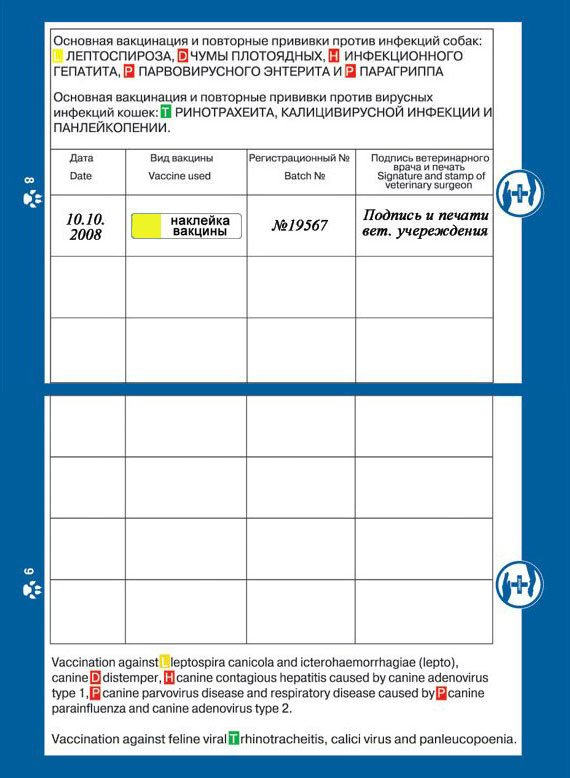 Основная вакцинация и повторные прививки против инфекций собак:
L ЛЕПТОСПИРОЗА, D ЧУМЫ ПЛОТОЯДНЫХ, H ИНФЕКЦИОННОГО
ГЕПАТИТА, P ПАРВОВИРУСНОГО ЭНТЕРИТА И P ПАРАГРИППА
Основная вакцинация и повторные прививки против вирусных
инфекций кошек: T РИНОТРАХЕИТА, КАЛИЦИВИРУСНОЙ ИНФЕКЦИИ И
ПАНЛЕЙКОПЕНИИ.
Дата
Date
Вид вакцины
Vaccine used
Регистрационный №
Batch №
Подпись ветеринарного
врача и печать
Signature and stamp of
veterinary surgeon
10.10.
2008
наклейка
вакцины
№19567
Подпись и печати
вет. учереждения
8
9
Vaccination against L leptospira canicola and icterohaemorrhagiae (lepto),
canine D distemper, H canine contagious hepatitis caused by canine adenovirus
type 1, P canine parvovirus disease and respiratory disease caused by P canine
parainfluenza and canine adenovirus type 2.
Vaccination against feline viral T rhinotracheitis, calici virus and panleucopoenia.